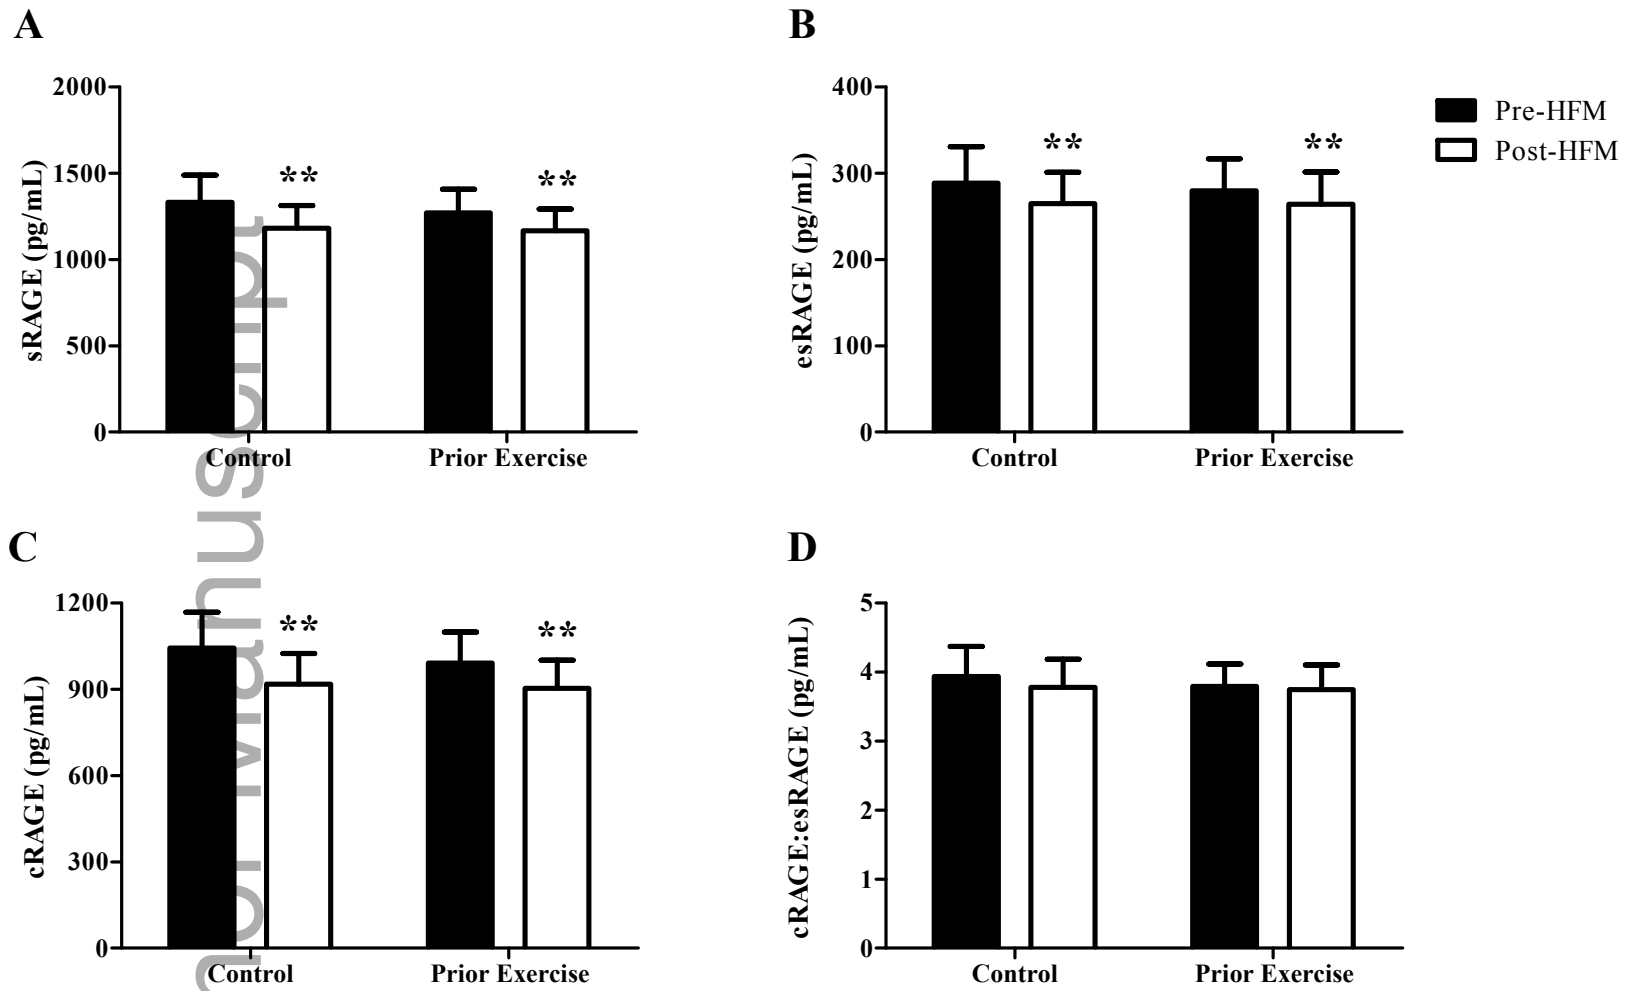 A
sRAGE (pg/mL)
2000
1500
1000
500
0
**
**
Control
Prior Exercise
B
esRAGE (pg/mL)
400
300
200
100
0
**
**
Control
Prior Exercise
Pre-HFM
Post-HFM
C
cRAGE (pg/mL)
1200
900
600
300
0
**
**
Control
Prior Exercise
D
cRAGE:esRAGE (pg/mL)
5
4
3
2
1
0
Control
Prior Exercise